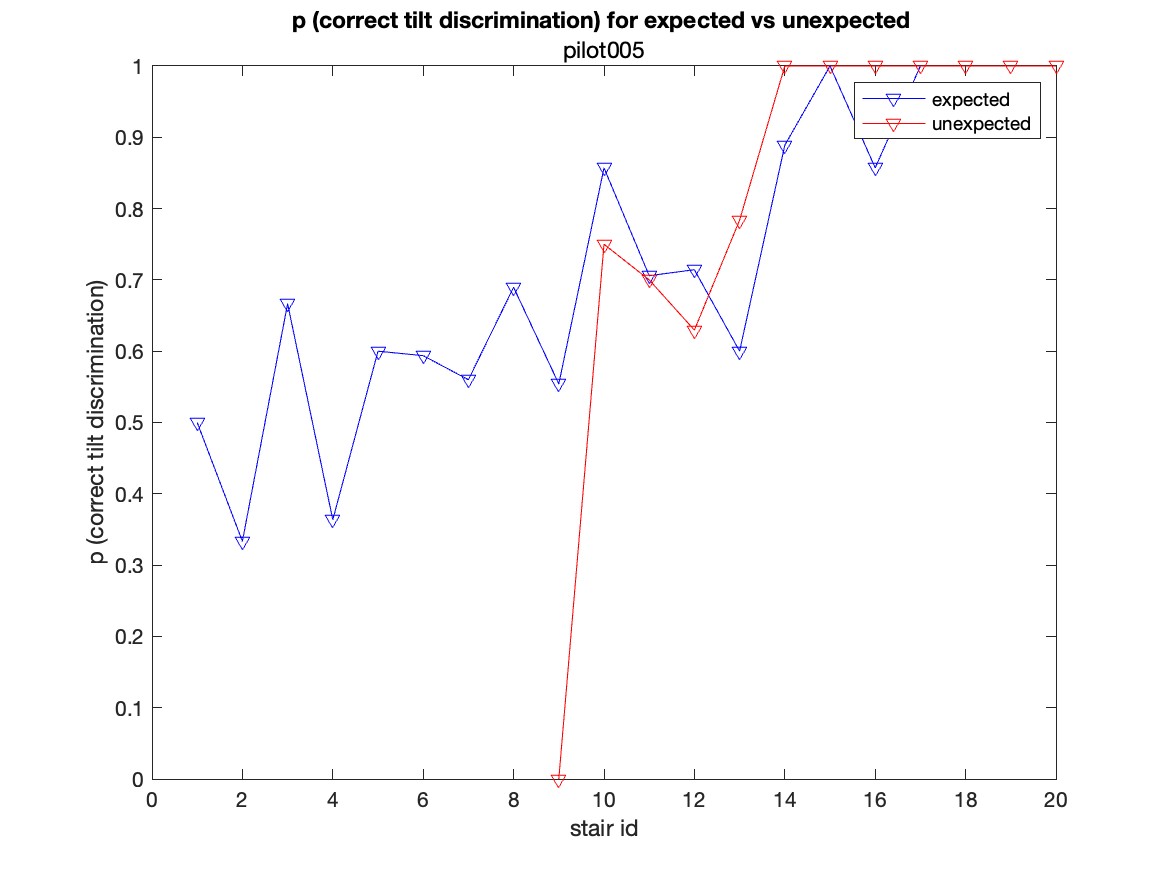 p (correct tilt discrimination) for expected vs unexpected
pilot005
1
0.9
0.8
0.7
0.6
0.5
0.4
0.3
0.2
0.1
0
p (correct tilt discrimination)
expected
unexpected
0 2 4 6 8 10 12 14 16 18 20
stair id